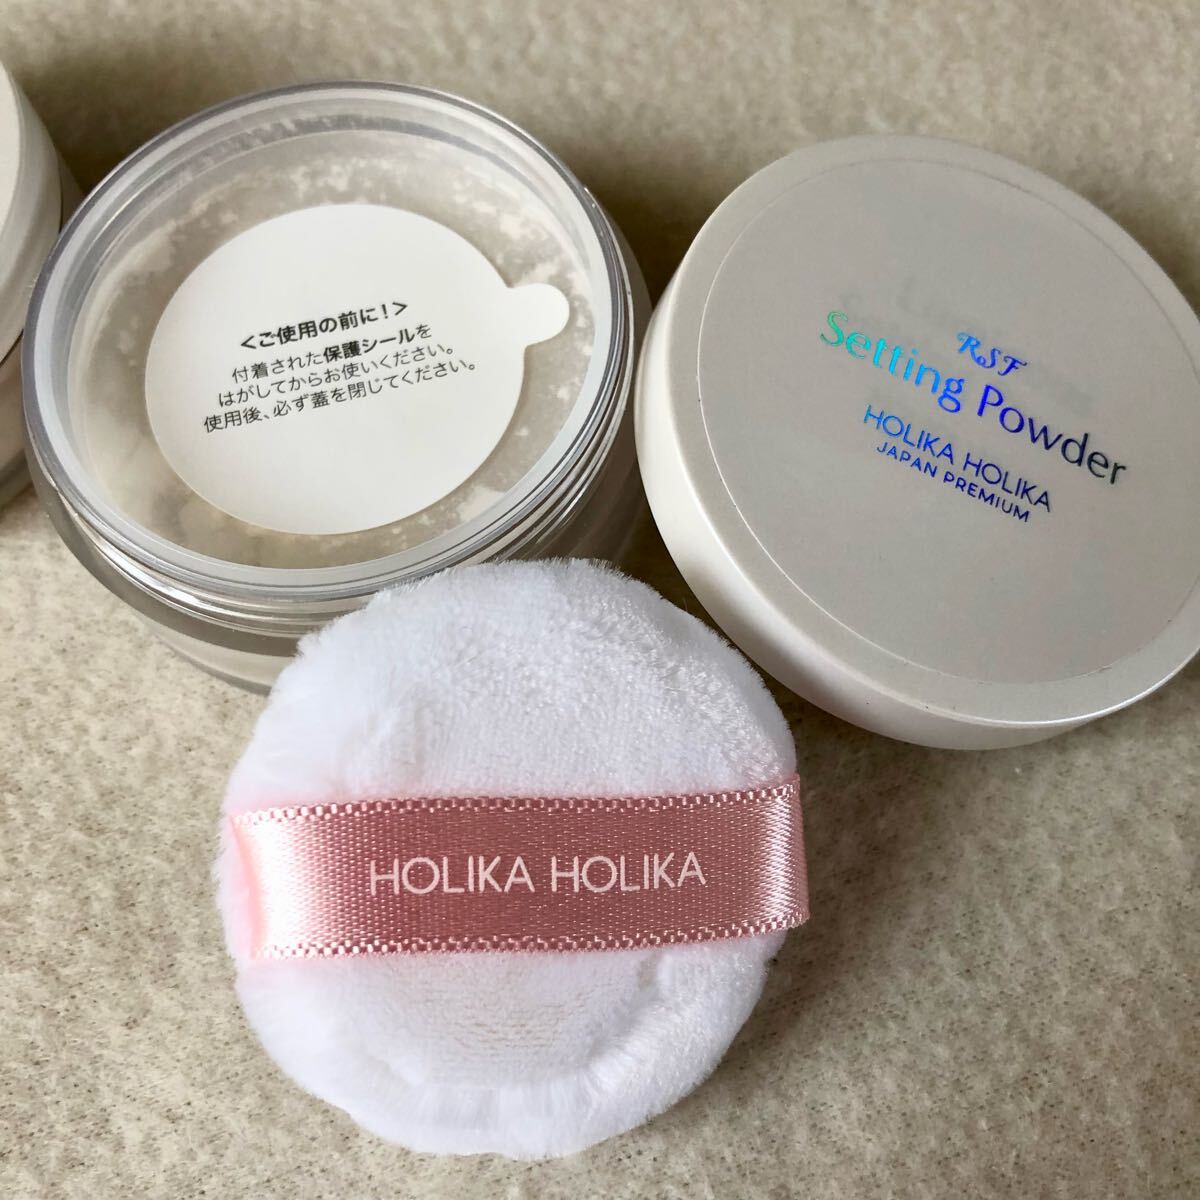 <ご使用の前に！>
付着された保護シールを
はがしてからお使いください。
使用後、必ず蓋を閉じてください。
RSF
Setting Powder
HOLIKA HOLIKA
JAPAN PREMIUM
HOLIKA HOLIKA